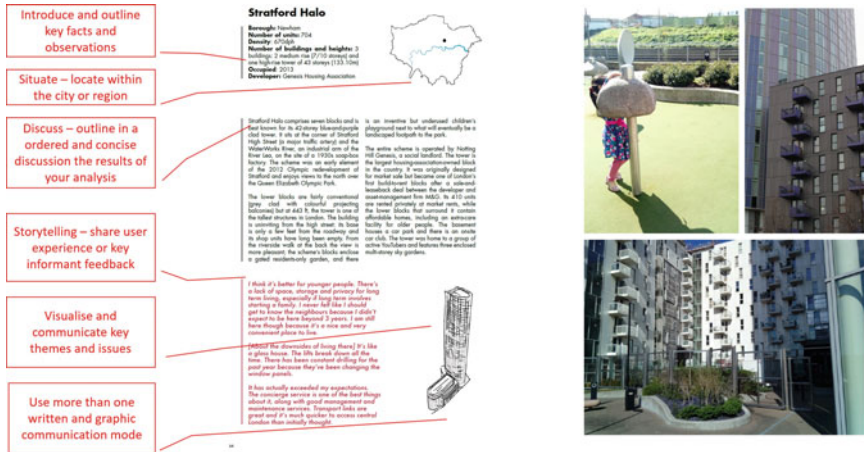 Introduce and outline
key facts and
observations
Situate – locate within
the city or region
Discuss – outline in a
ordered and concise
discussion the results of
your analysis
Storytelling – share user
experience or key
informant feedback
Visualise and
communicate key
themes and issues
Use more than one
written and graphic
communication mode
Stratford Halo
Borough: Newham
Number of units: 704
Density: 670dph
Number of buildings and heights: 3
buildings: 2 medium rise (7/10 storeys) and
one high-rise tower of 43 storeys (133.10m)
Occupied: 2013
Developer: Genesis Housing Association
Stratford Halo comprises seven blocks and is
best known for its 42-storey blue-and-purple
clad tower. It sits at the corner of Stratford
High Street (a major traffic artery) and the
WaterWorks River, an industrial arm of the
River Lea, on the site of a 1930s soap-box
factory. The scheme was an early element
of the 2012 Olympic redevelopment of
Stratford and enjoys views to the north over
the Queen Elizabeth Olympic Park.
The lower blocks are fairly conventional
(grey clad with colourful projecting
balconies) but at 443 ft, the tower is one of
the tallest structures in London. The building
is uninviting from the high street: its base
is only a few feet from the roadway and
its shop units have long been empty. From
the riverside walk at the back the view is
more pleasant; the scheme's blocks enclose
a gated residents-only garden, and there
is an inventive but underused children's
playground next to what will eventually be a
landscaped footpath to the park.
The entire scheme is operated by Notting
Hill Genesis, a social landlord. The tower is
the largest housing-association-owned block
in the country. It was originally designed
for market sale but became one of London's
first build-to-rent blocks after a sale-and-
leaseback deal between the developer and
asset-management firm M&G. Its 410 units
are rented privately at market rents, while
the lower blocks that surround it contain
affordable homes, including an extra-care
facility for older people. The basement
houses a car park and there is an onsite
car club. The tower was home to a group of
active YouTubers and features three enclosed
multi-storey sky gardens.
I think it's better for younger people. There's
a lack of space, storage and privacy for long
term living, especially if long term involves
starting a family. I never felt like I should
get to know the neighbours because I didn't
expect to be here beyond 3 years. I am still
here though because it's a nice and very
convenient place to live.
[About the downsides of living there] It's like
a glass house. The lifts break down all the
time. There has been constant drilling for the
past year because they've been changing the
window panels.
It has actually exceeded my expectations.
The concierge service is one of the best things
about it, along with good management and
maintenance services. Transport links are
great and it's much quicker to access central
London than initially thought.